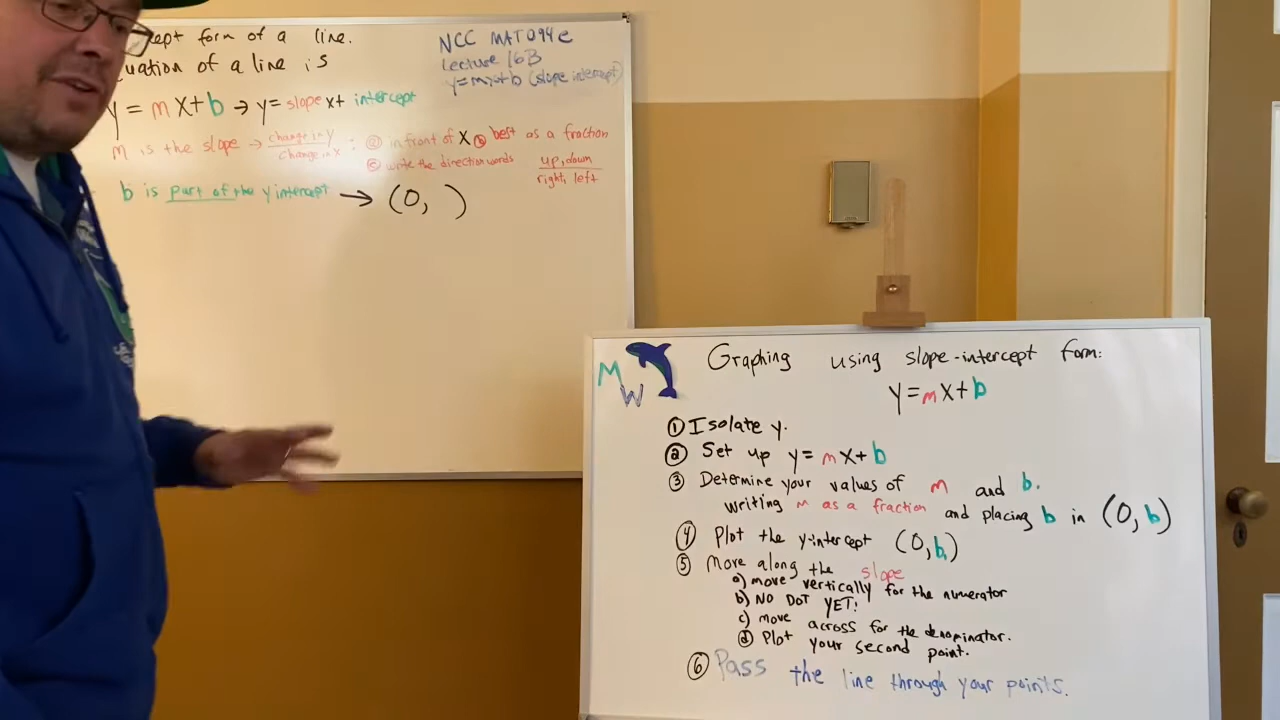 form of a line.
of a line is
y = mx+b → y= slope x+ intercept
m is the slope → change in y / change in x : ⓐ in front of x ⓑ best as a fraction
ⓒ write the direction words up, down / right, left
b is part of the y intercept → (0, )
NCC MAT094e
Lecture 16B
y=mx+b (slope intercept)
MW
Graphing using slope-intercept form:
y=mx+b
① Isolate y.
② Set up y= mx+b
③ Determine your values of m and b.
writing m as a fraction and placing b in (0, b)
④ Plot the y-intercept (0, b)
⑤ Move along the slope
a) move vertically for the numerator
b) NO DOT YET!
c) move across for the denominator.
ⓓ Plot your second point.
⑥ Pass the line through your points.